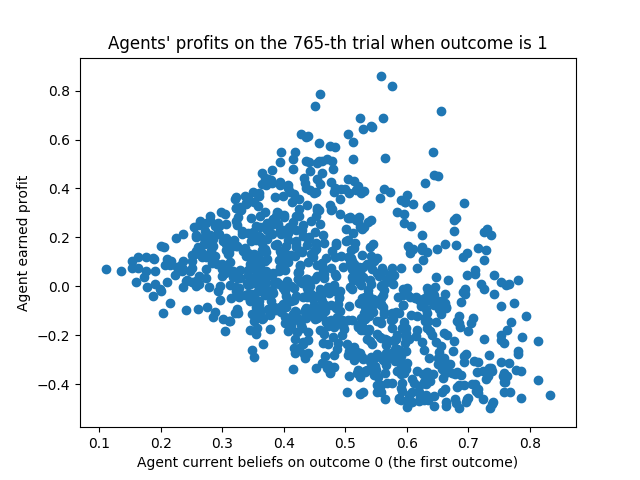 Agents' profits on the 765-th trial when outcome is 1
Agent earned profit
0.8
0.6
0.4
0.2
0.0
−0.2
−0.4
0.1 0.2 0.3 0.4 0.5 0.6 0.7 0.8
Agent current beliefs on outcome 0 (the first outcome)